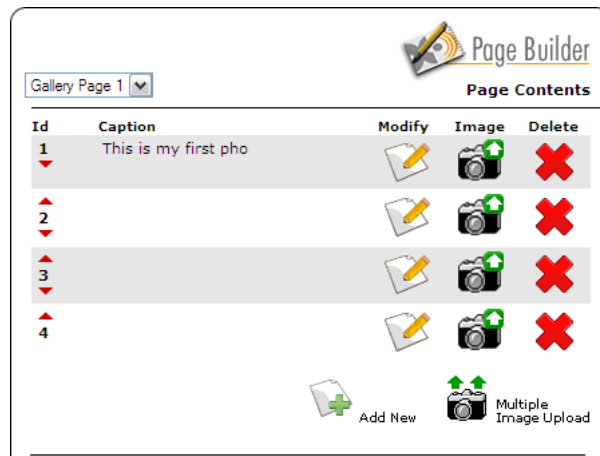 Page Builder
Gallery Page 1
Page Contents
Id Caption Modify Image Delete
1 This is my first pho
2
3
4
Add New
Multiple
Image Upload